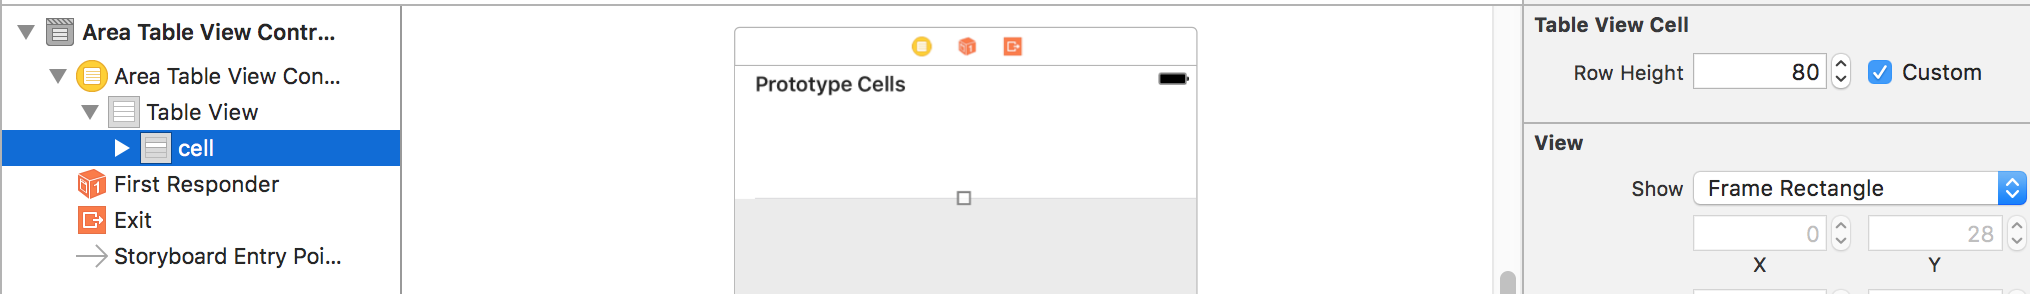 Area Table View Contr...
Area Table View Con...
Table View
cell
First Responder
Exit
Storyboard Entry Poi...
Prototype Cells
Table View Cell
Row Height 80 Custom
View
Show Frame Rectangle
0 28
X Y